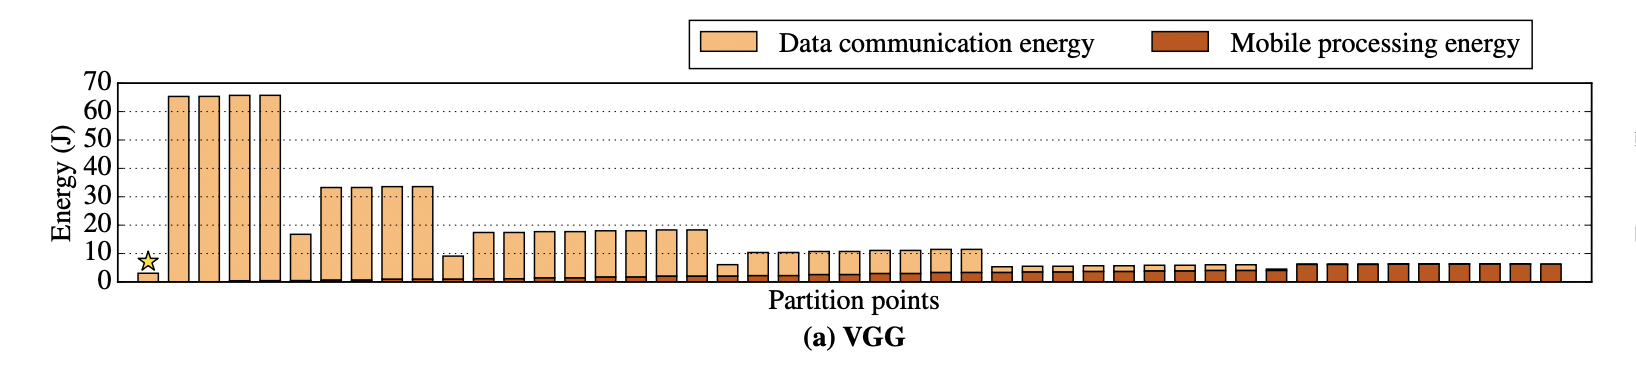 Data communication energy
Mobile processing energy
70
60
50
40
30
20
10
0
Energy (J)
Partition points
(a) VGG